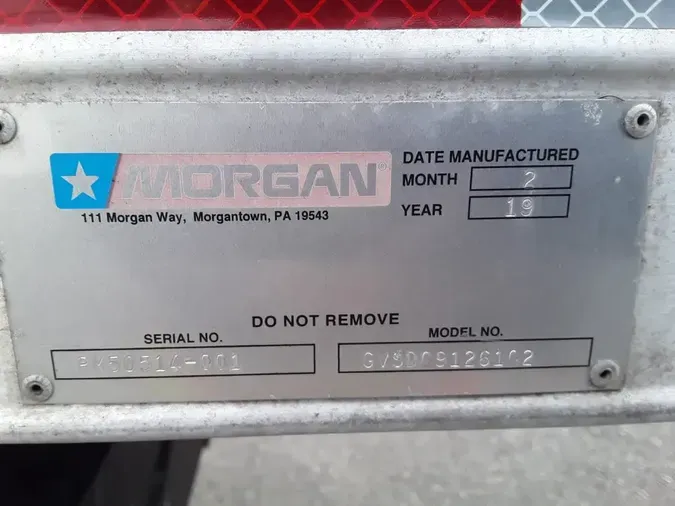 MORGAN
111 Morgan Way, Morgantown, PA 19543
DATE MANUFACTURED
MONTH 2
YEAR 19
DO NOT REMOVE
SERIAL NO.
MODEL NO.